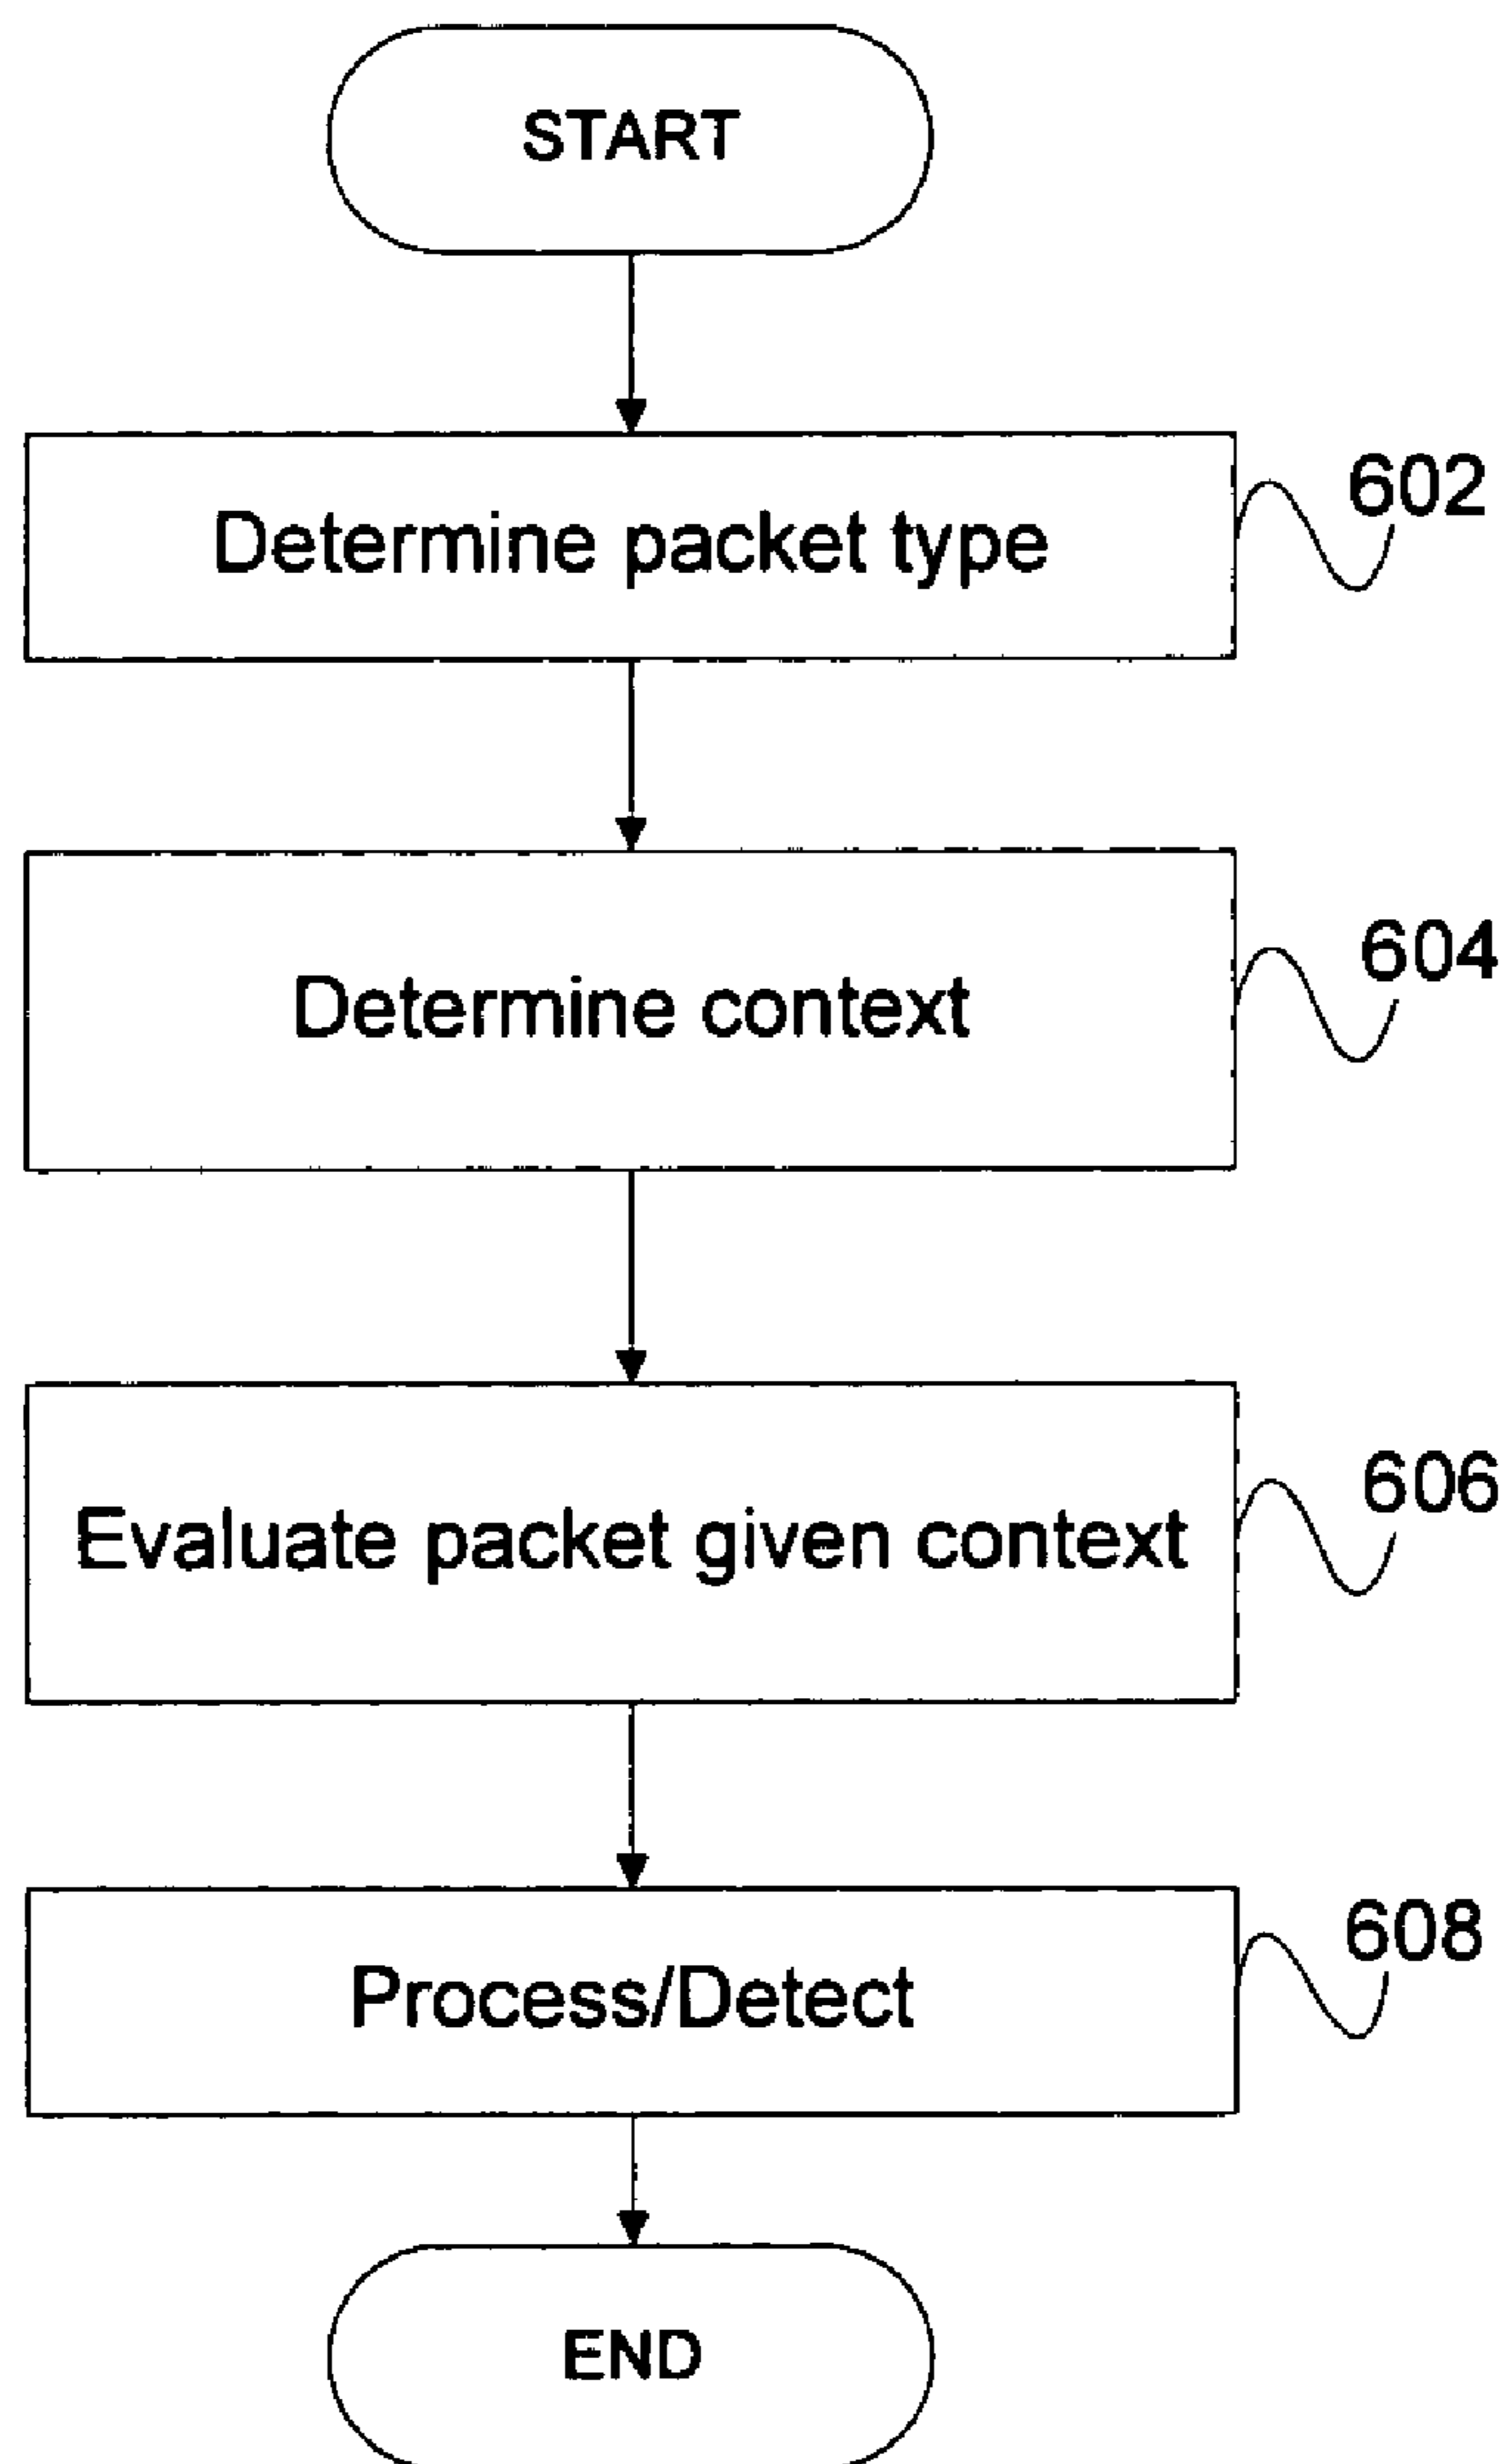 START
Determine packet type
602
Determine context
604
Evaluate packet given context
606
Process/Detect
608
END